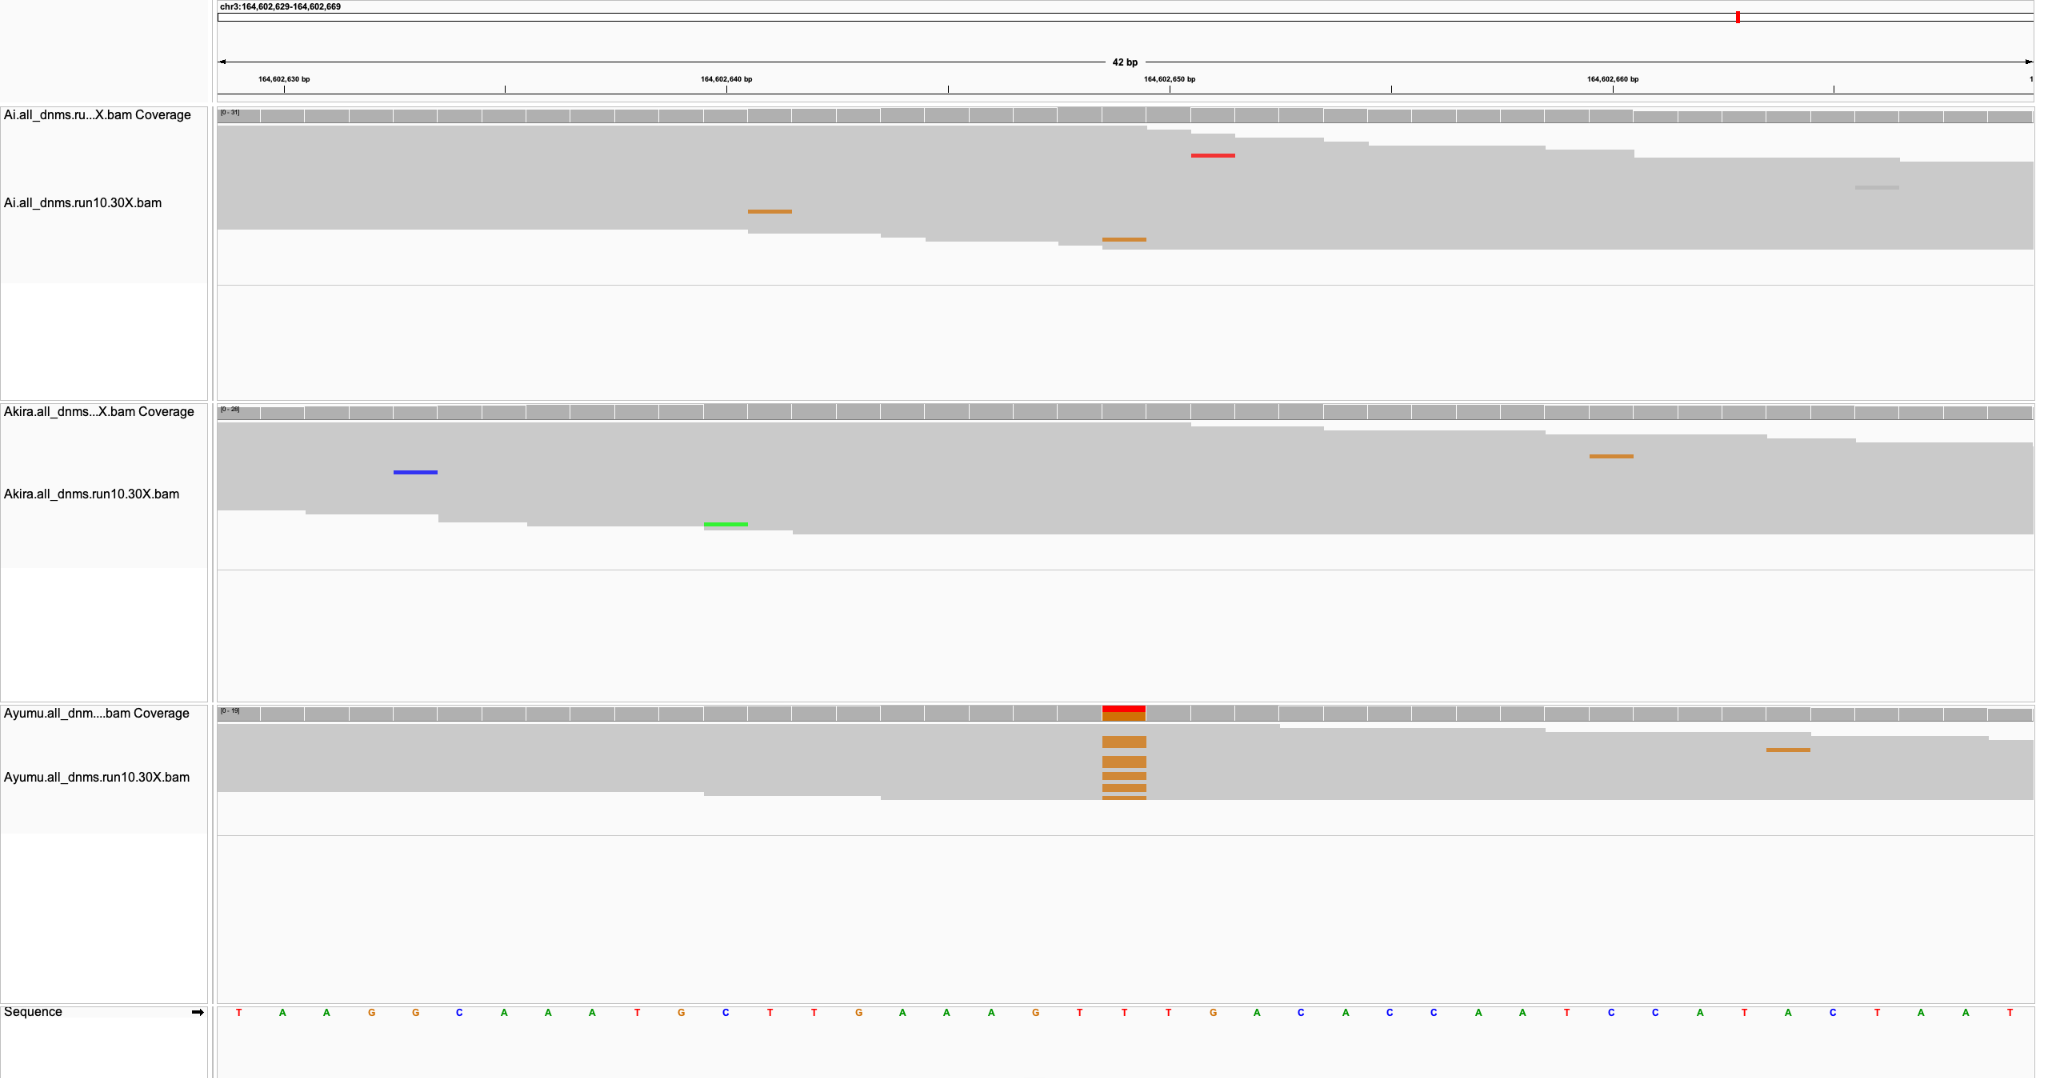 chr3:164,602,629-164,602,669
42 bp
164,602,630 bp 164,602,640 bp 164,602,650 bp 164,602,660 bp 1
Ai.all_dnms.ru...X.bam Coverage [0 - 31]
Ai.all_dnms.run10.30X.bam
Akira.all_dnms...X.bam Coverage [0 - 28]
Akira.all_dnms.run10.30X.bam
Ayumu.all_dnm....bam Coverage [0 - 19]
Ayumu.all_dnms.run10.30X.bam
Sequence T A A G G C A A A T G C T T G A A A G T T T G A C A C C A A T C C A T A C T A A T